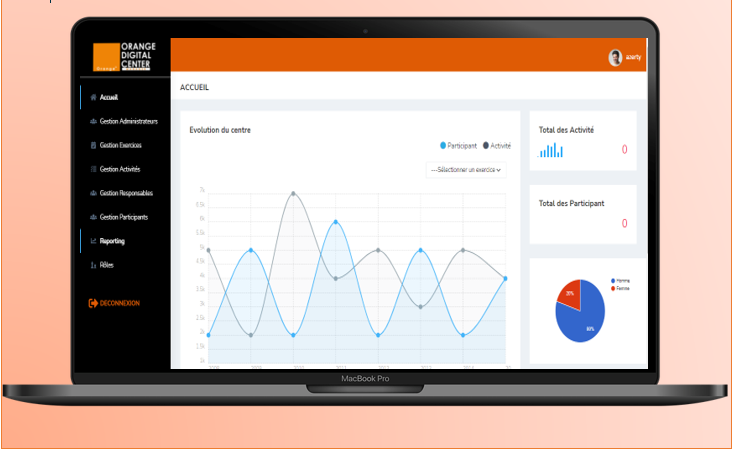 ORANGE
DIGITAL
CENTER
azerty
ACCUEIL
Accueil
Gestion Administrateurs
Gestion Exercices
Gestion Activités
Gestion Responsables
Gestion Participants
Reporting
Rôles
DECONNEXION
Evolution du centre
Participant Activité
---Sélectionner un exercice
7k
6.5k
6k
5.5k
5k
4.5k
4k
3.5k
3k
2.5k
2k
1.5k
1k
Total des Activité
0
Total des Participant
0
Homme
Femme
20%
80%
MacBook Pro